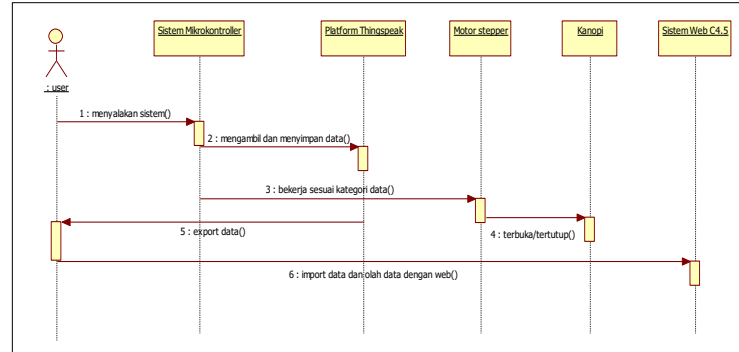 Sistem Mikrokontroller
Platform Thingspeak
Motor stepper
Kanopi
Sistem Web C4.5
: user
1 : menyalakan sistem()
2 : mengambil dan menyimpan data()
3 : bekerja sesuai kategori data()
4 : terbuka/tertutup()
5 : export data()
6 : import data dan olah data dengan web()